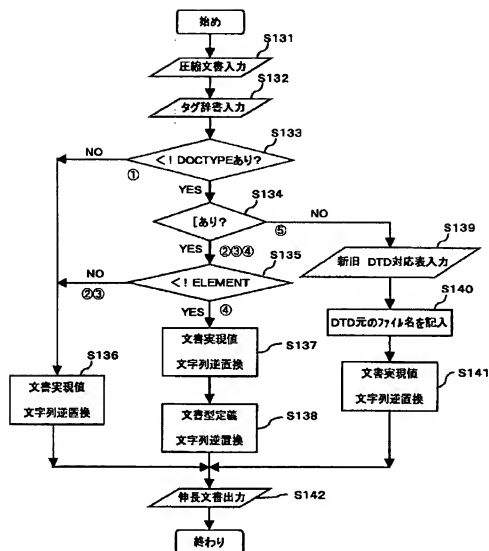 始め
S131
圧縮文書入力
S132
タグ辞書入力
S133
<！DOCTYPEあり？
NO
①
YES
S134
[あり？
NO
⑤
YES
②③④
S135
<！ELEMENT
NO
②③
YES
④
S139
新旧 DTD対応表入力
S140
DTD元のファイル名を記入
S136
文書実現値
文字列逆置換
S137
文書実現値
文字列逆置換
S141
文書実現値
文字列逆置換
S138
文書型定義
文字列逆置換
S142
伸長文書出力
終わり